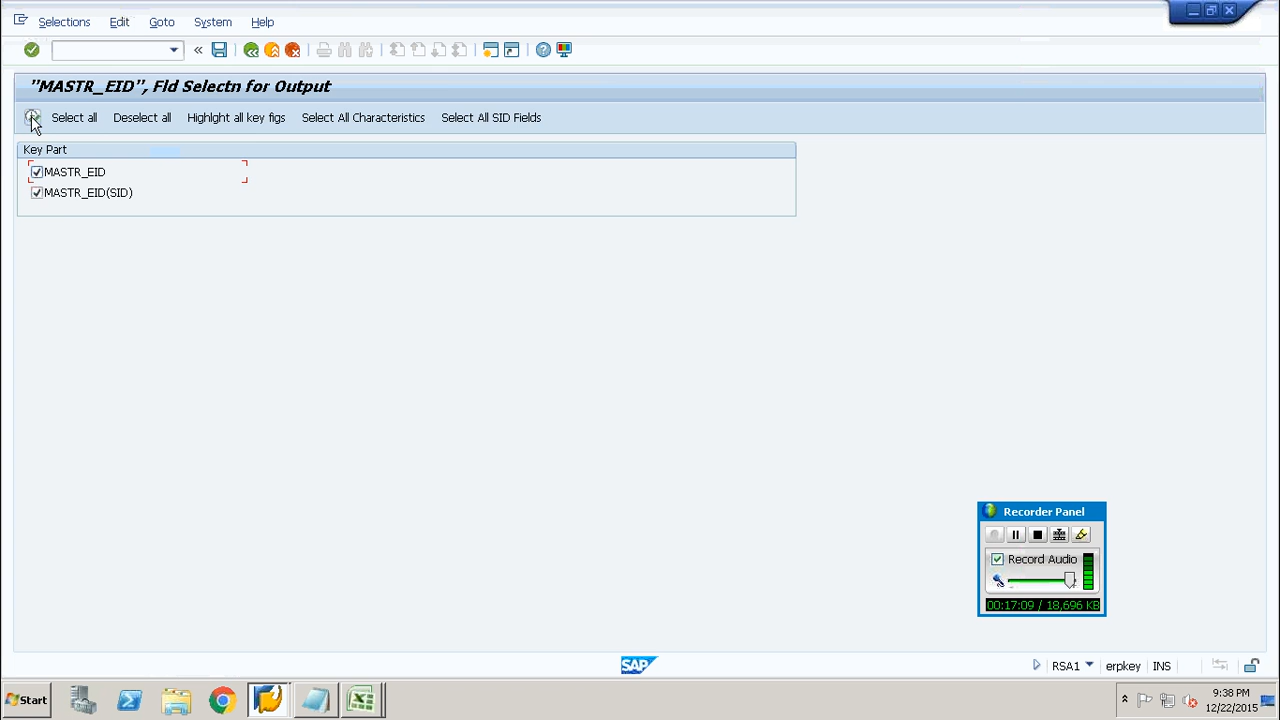 Selections Edit Goto System Help
"MASTR_EID", Fld Selectn for Output
Select all Deselect all Highlght all key figs Select All Characteristics Select All SID Fields
Key Part
MASTR_EID
MASTR_EID(SID)
Recorder Panel
Record Audio
00:17:09 / 18,696 KB
SAP
RSA1 erpkey INS
Start
9:38 PM
12/22/2015